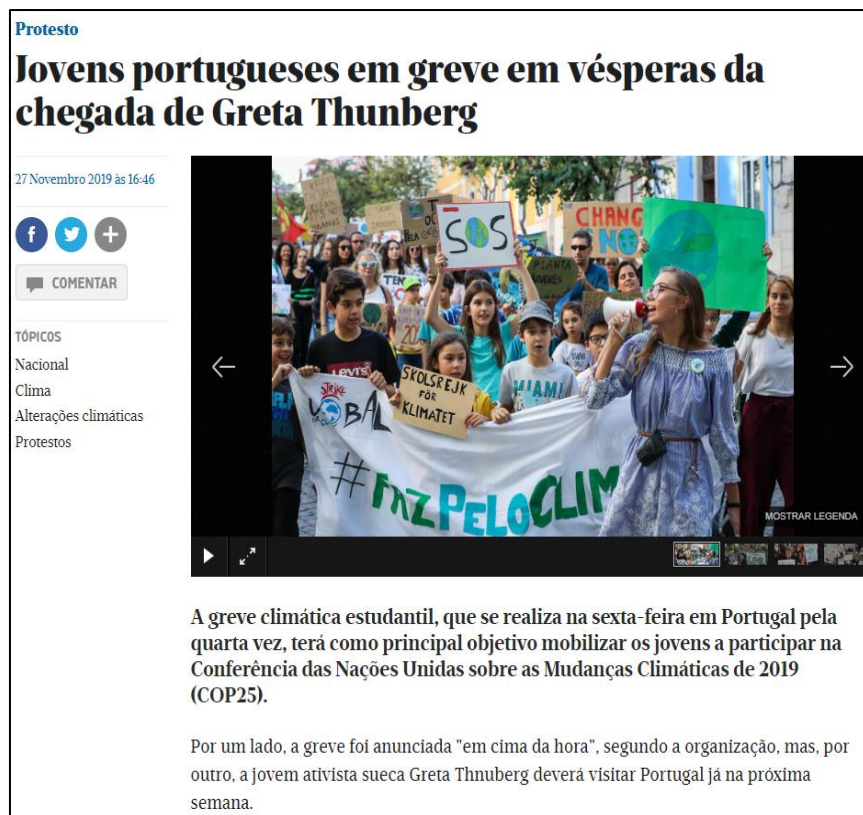 Protesto
Jovens portugueses em greve em vésperas da
chegada de Greta Thunberg
27 Novembro 2019 às 16:46
f
COMENTAR
TÓPICOS
Nacional
Clima
Alterações climáticas
Protestos
SOS
CHANG
NO
PLANTA
LEVI'S
MIAMI
STRIKE
SKOLSREJK
FÖR
KLIMATET
#FAZPELOCLIM
MOSTRAR LEGENDA
A greve climática estudantil, que se realiza na sexta-feira em Portugal pela
quarta vez, terá como principal objetivo mobilizar os jovens a participar na
Conferência das Nações Unidas sobre as Mudanças Climáticas de 2019
(COP25).
Por um lado, a greve foi anunciada "em cima da hora", segundo a organização, mas, por
outro, a jovem ativista sueca Greta Thnuberg deverá visitar Portugal já na próxima
semana.